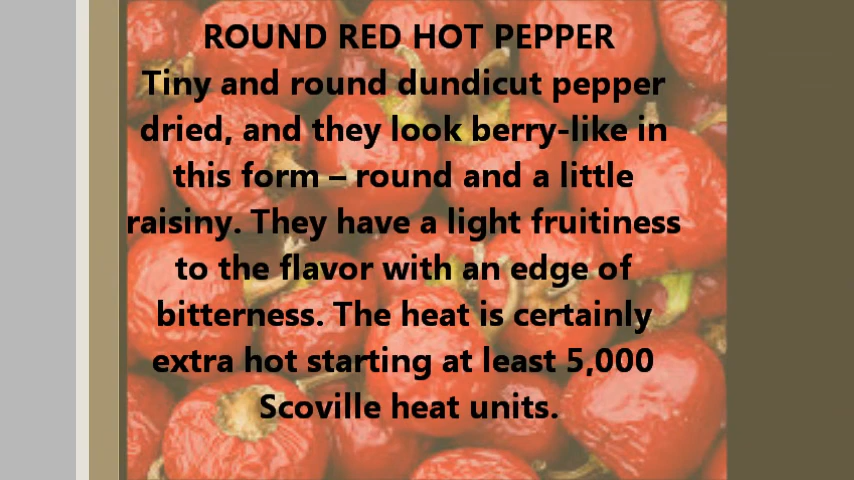 ROUND RED HOT PEPPER
Tiny and round dundicut pepper
dried, and they look berry-like in
this form – round and a little
raisiny. They have a light fruitiness
to the flavor with an edge of
bitterness. The heat is certainly
extra hot starting at least 5,000
Scoville heat units.